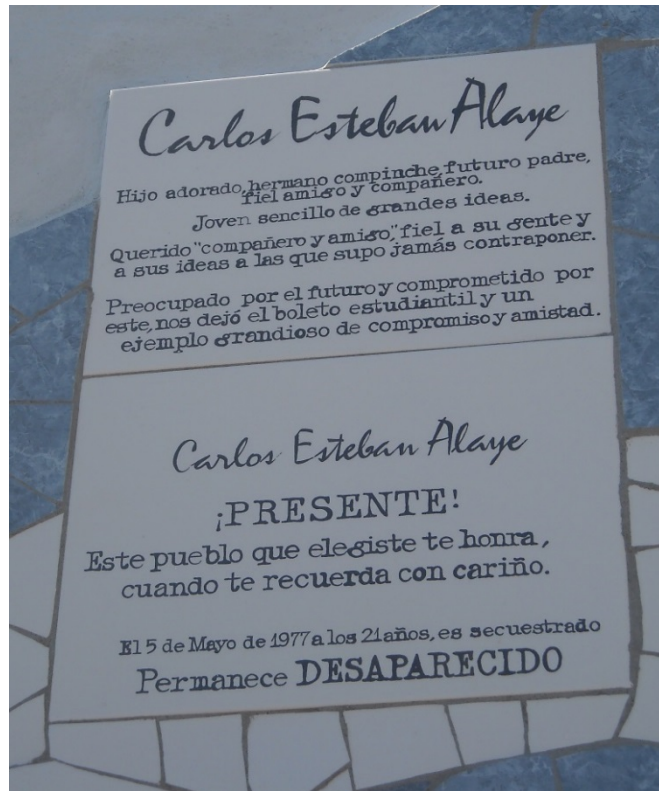 Carlos Esteban Alaye
Hijo adorado, hermano compinche, futuro padre,
fiel amigo y compañero.
Joven sencillo de grandes ideas.
Querido "compañero y amigo", fiel a su gente y
a sus ideas a las que supo jamás contraponer.
Preocupado por el futuro y comprometido por
este, nos dejó el boleto estudiantil y un
ejemplo grandioso de compromiso y amistad.
Carlos Esteban Alaye
¡PRESENTE!
Este pueblo que elegiste te honra,
cuando te recuerda con cariño.
El 5 de Mayo de 1977 a los 21 años, es secuestrado
Permanece DESAPARECIDO